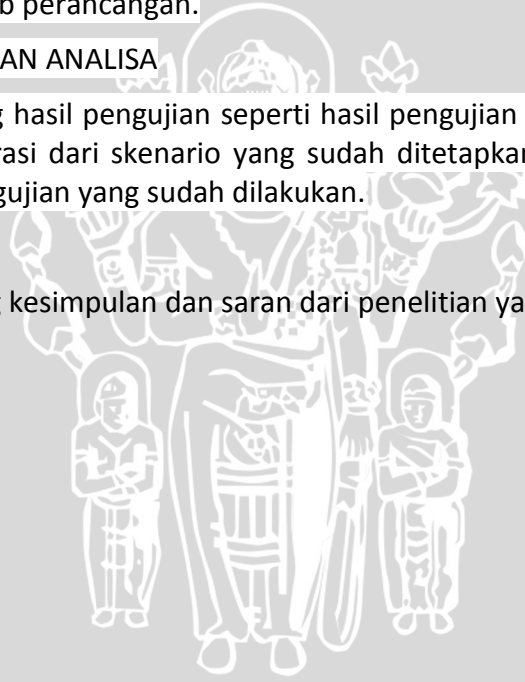 b perancangan.
AN ANALISA
g hasil pengujian seperti hasil pengujian
rasi dari skenario yang sudah ditetapkan
gujian yang sudah dilakukan.
g kesimpulan dan saran dari penelitian ya